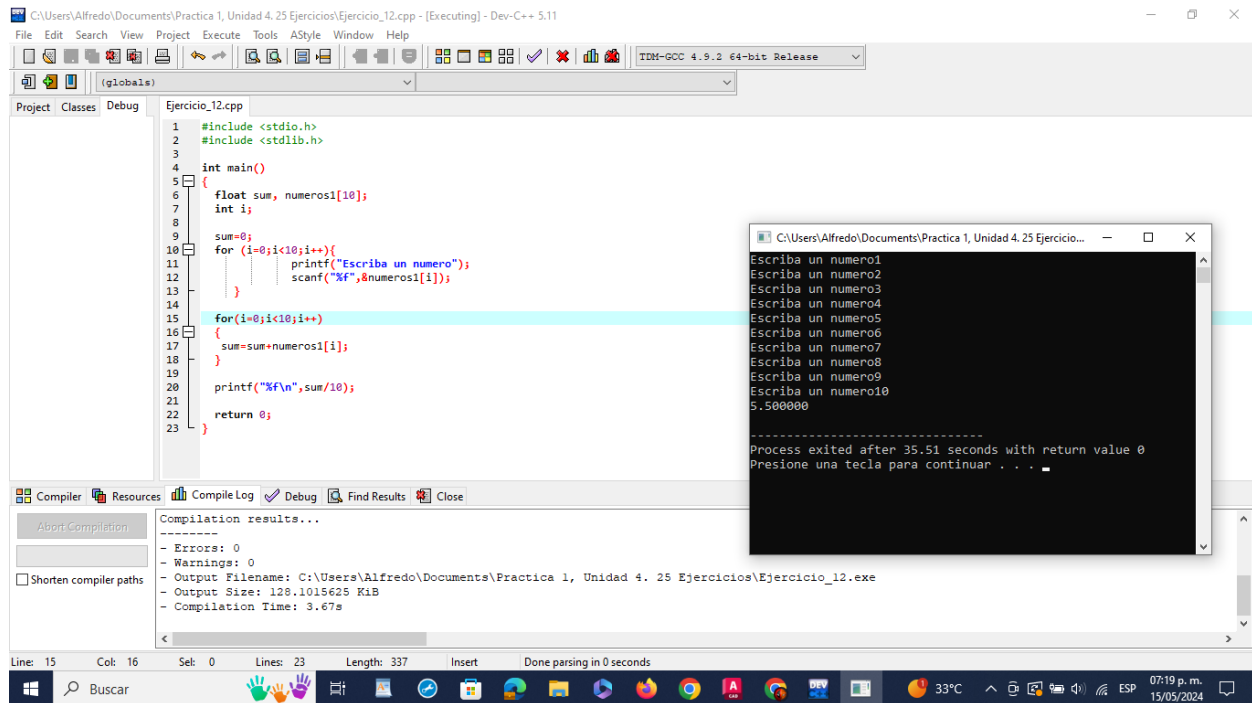 C:\Users\Alfredo\Documents\Practica 1, Unidad 4. 25 Ejercicios\Ejercicio_12.cpp - [Executing] - Dev-C++ 5.11
File Edit Search View Project Execute Tools AStyle Window Help
TDM-GCC 4.9.2 64-bit Release
(globals)
Project Classes Debug
Ejercicio_12.cpp
1 #include <stdio.h>
2 #include <stdlib.h>
3
4 int main()
5 {
6 float sum, numeros1[10];
7 int i;
8
9 sum=0;
10 for (i=0;i<10;i++){
11 printf("Escriba un numero");
12 scanf("%f",&numeros1[i]);
13 }
14
15 for(i=0;i<10;i++)
16 {
17 sum=sum+numeros1[i];
18 }
19
20 printf("%f\n",sum/10);
21
22 return 0;
23 }
C:\Users\Alfredo\Documents\Practica 1, Unidad 4. 25 Ejercicio...
Escriba un numero1
Escriba un numero2
Escriba un numero3
Escriba un numero4
Escriba un numero5
Escriba un numero6
Escriba un numero7
Escriba un numero8
Escriba un numero9
Escriba un numero10
5.500000
--------------------------------
Process exited after 35.51 seconds with return value 0
Presione una tecla para continuar . . .
Compiler Resources Compile Log Debug Find Results Close
Abort Compilation
Shorten compiler paths
Compilation results...
--------
- Errors: 0
- Warnings: 0
- Output Filename: C:\Users\Alfredo\Documents\Practica 1, Unidad 4. 25 Ejercicios\Ejercicio_12.exe
- Output Size: 128.1015625 KiB
- Compilation Time: 3.67s
Line: 15 Col: 16 Sel: 0 Lines: 23 Length: 337 Insert Done parsing in 0 seconds
Buscar
33°C
ESP
07:19 p. m.
15/05/2024